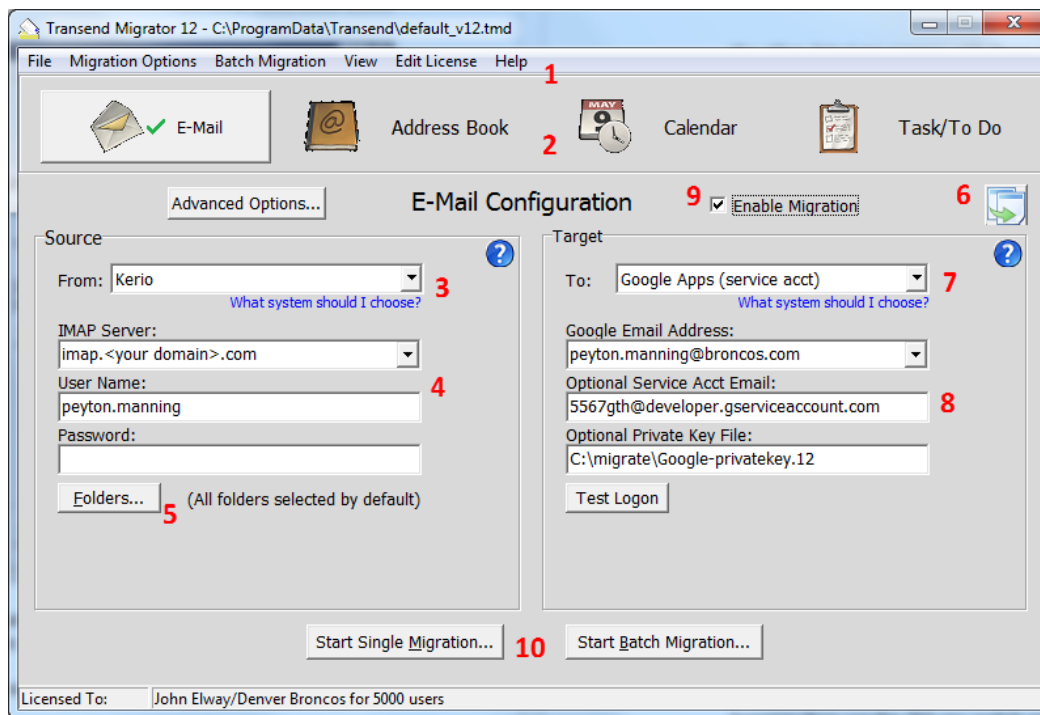 Transend Migrator 12 - C:\ProgramData\Transend\default_v12.tmd
File Migration Options Batch Migration View Edit License Help
1
E-Mail Address Book MAY 9 Calendar Task/To Do
2
Advanced Options... E-Mail Configuration 9 Enable Migration 6
Source ? Target ?
From: Kerio 3 To: Google Apps (service acct) 7
What system should I choose? What system should I choose?
IMAP Server: Google Email Address:
imap.<your domain>.com peyton.manning@broncos.com
User Name: 4 Optional Service Acct Email:
peyton.manning 5567gth@developer.gserviceaccount.com 8
Password: Optional Private Key File:
C:\migrate\Google-privatekey.12
Folders... 5 (All folders selected by default) Test Logon
Start Single Migration... 10 Start Batch Migration...
Licensed To: John Elway/Denver Broncos for 5000 users